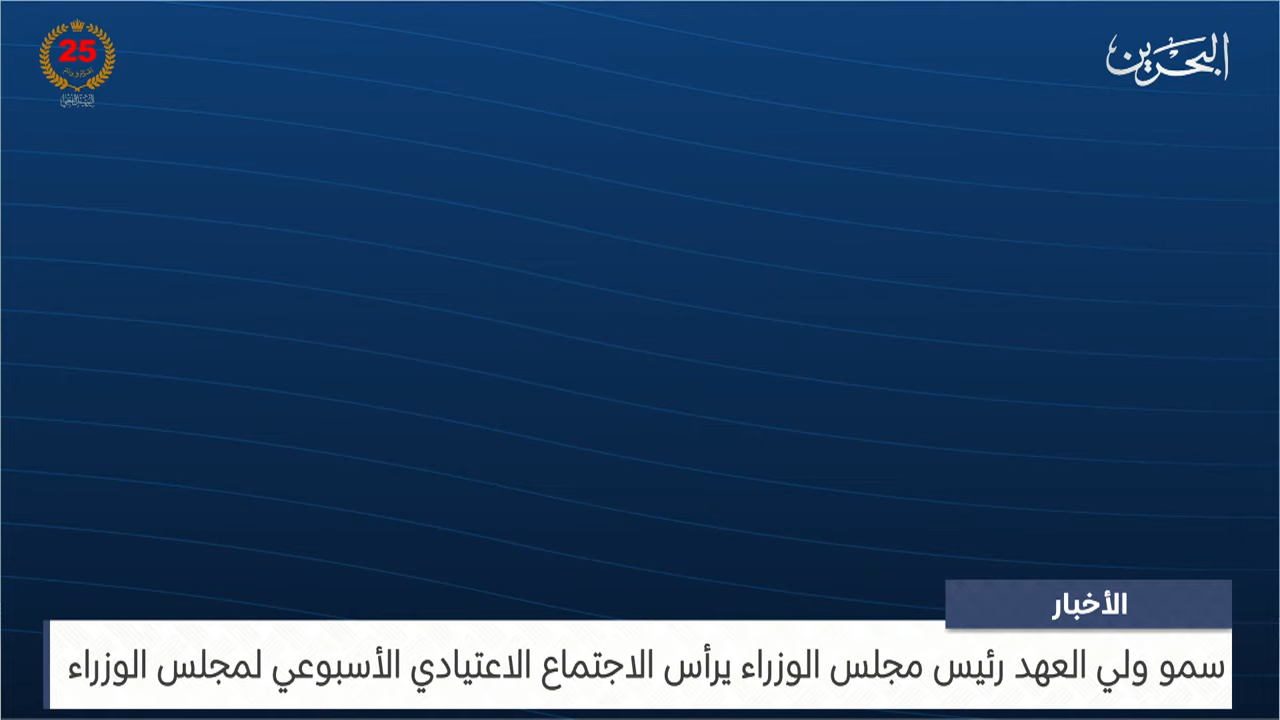 البحرين
25
الأخبار
سمو ولي العهد رئيس مجلس الوزراء يرأس الاجتماع الاعتيادي الأسبوعي لمجلس الوزراء